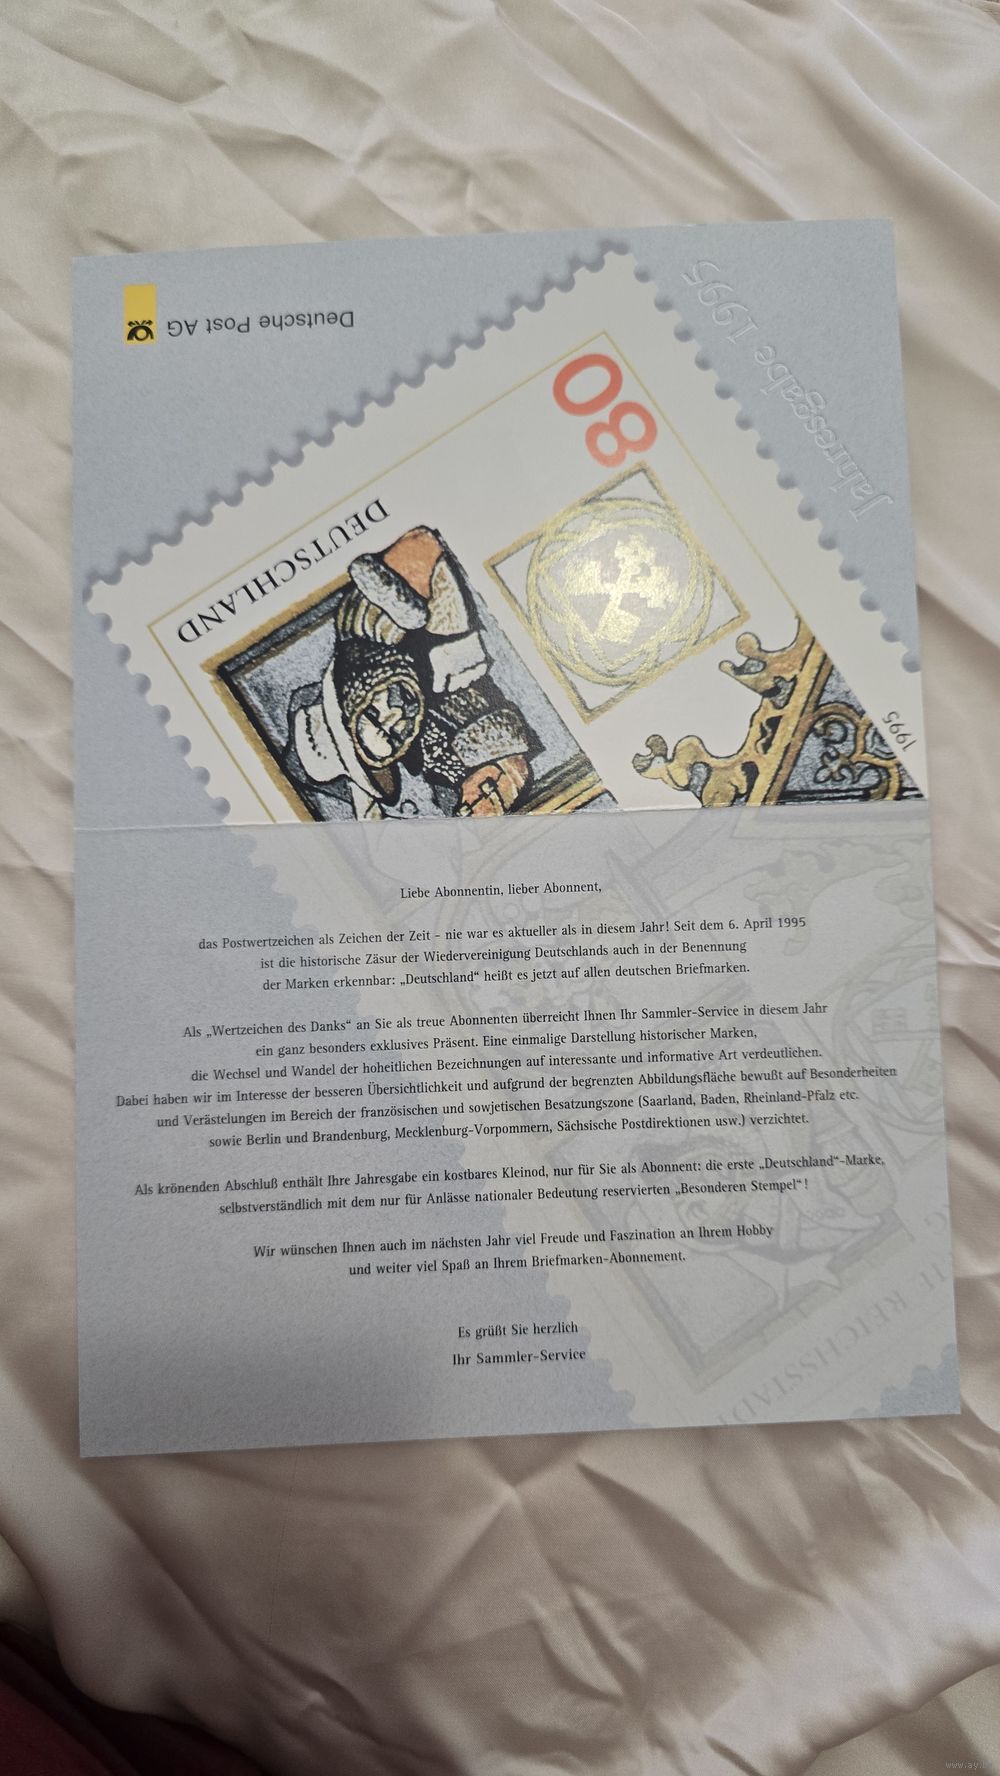 Deutsche Post AG
Jahresgabe 1995
80
DEUTSCHLAND
1995
Liebe Abonnentin, lieber Abonnent,
das Postwertzeichen als Zeichen der Zeit – nie war es aktueller als in diesem Jahr! Seit dem 6. April 1995
ist die historische Zäsur der Wiedervereinigung Deutschlands auch in der Benennung
der Marken erkennbar: „Deutschland“ heißt es jetzt auf allen deutschen Briefmarken.
Als „Wertzeichen des Danks“ an Sie als treue Abonnenten überreicht Ihnen Ihr Sammler-Service in diesem Jahr
ein ganz besonders exklusives Präsent. Eine einmalige Darstellung historischer Marken,
die Wechsel und Wandel der hoheitlichen Bezeichnungen auf interessante und informative Art verdeutlichen.
Dabei haben wir im Interesse der besseren Übersichtlichkeit und aufgrund der begrenzten Abbildungsfläche bewußt auf Besonderheiten
und Verästelungen im Bereich der französischen und sowjetischen Besatzungszone (Saarland, Baden, Rheinland-Pfalz etc.
sowie Berlin und Brandenburg, Mecklenburg-Vorpommern, Sächsische Postdirektionen usw.) verzichtet.
Als krönenden Abschluß enthält Ihre Jahresgabe ein kostbares Kleinod, nur für Sie als Abonnent: die erste „Deutschland“-Marke,
selbstverständlich mit dem nur für Anlässe nationaler Bedeutung reservierten „Besonderen Stempel“!
Wir wünschen Ihnen auch im nächsten Jahr viel Freude und Faszination an Ihrem Hobby
und weiter viel Spaß an Ihrem Briefmarken-Abonnement.
Es grüßt Sie herzlich
Ihr Sammler-Service
REICHSSTADT